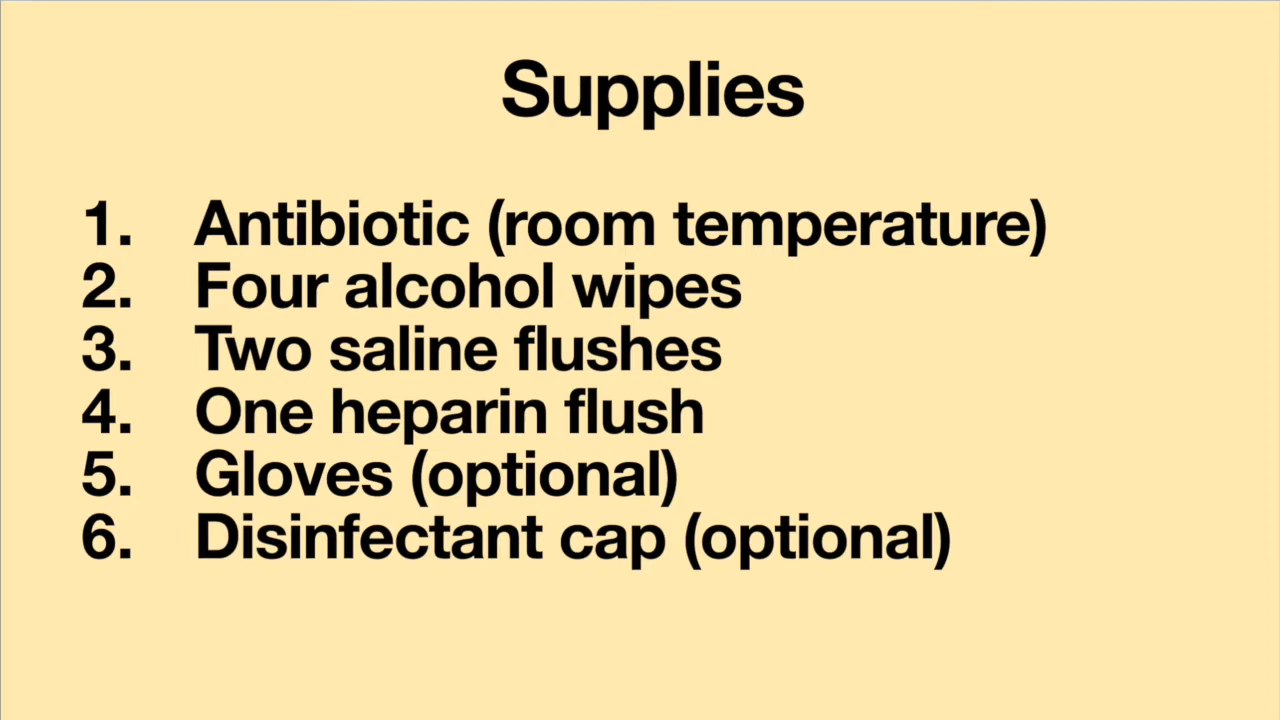 Supplies
1. Antibiotic (room temperature)
2. Four alcohol wipes
3. Two saline flushes
4. One heparin flush
5. Gloves (optional)
6. Disinfectant cap (optional)